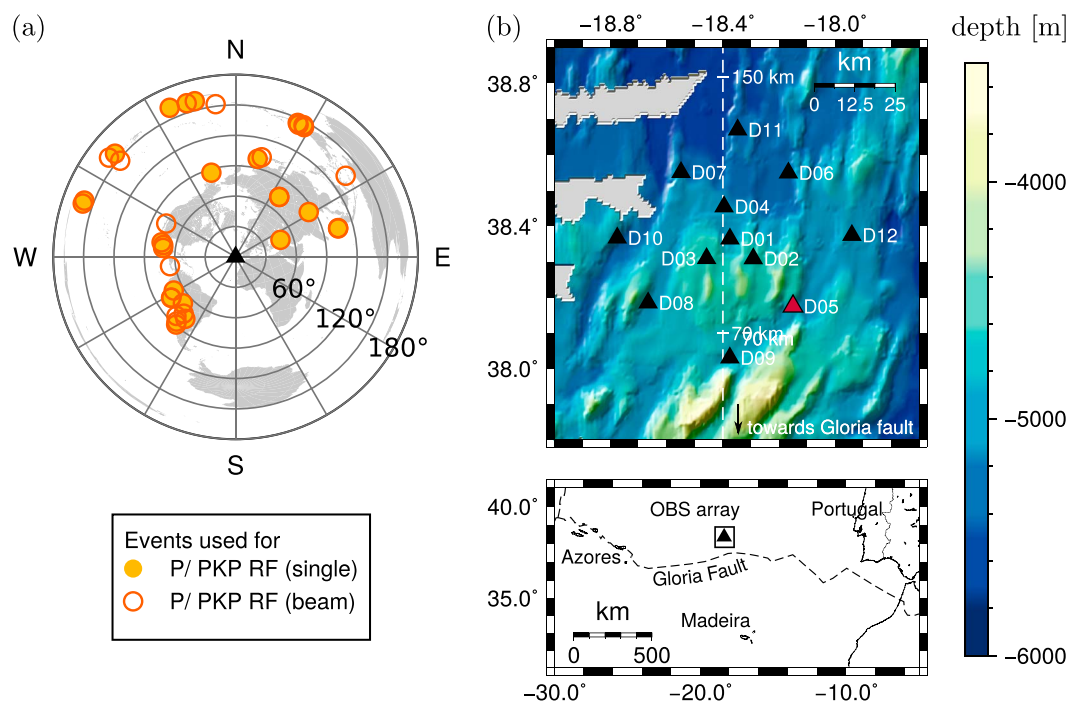 (a)
N
W
E
S
60°
120°
180°
Events used for
P/ PKP RF (single)
P/ PKP RF (beam)
(b)
depth [m]
−18.8˚
−18.4˚
−18.0˚
38.8˚
38.4˚
38.0˚
150 km
km
0 12.5 25
D11
D07
D06
D04
D10
D01
D12
D03
D02
D08
D05
70 km
70 km
D09
towards Gloria fault
−4000
−5000
−6000
40.0˚
35.0˚
OBS array
Portugal
Azores
Gloria Fault
km
Madeira
0 500
−30.0˚
−20.0˚
−10.0˚